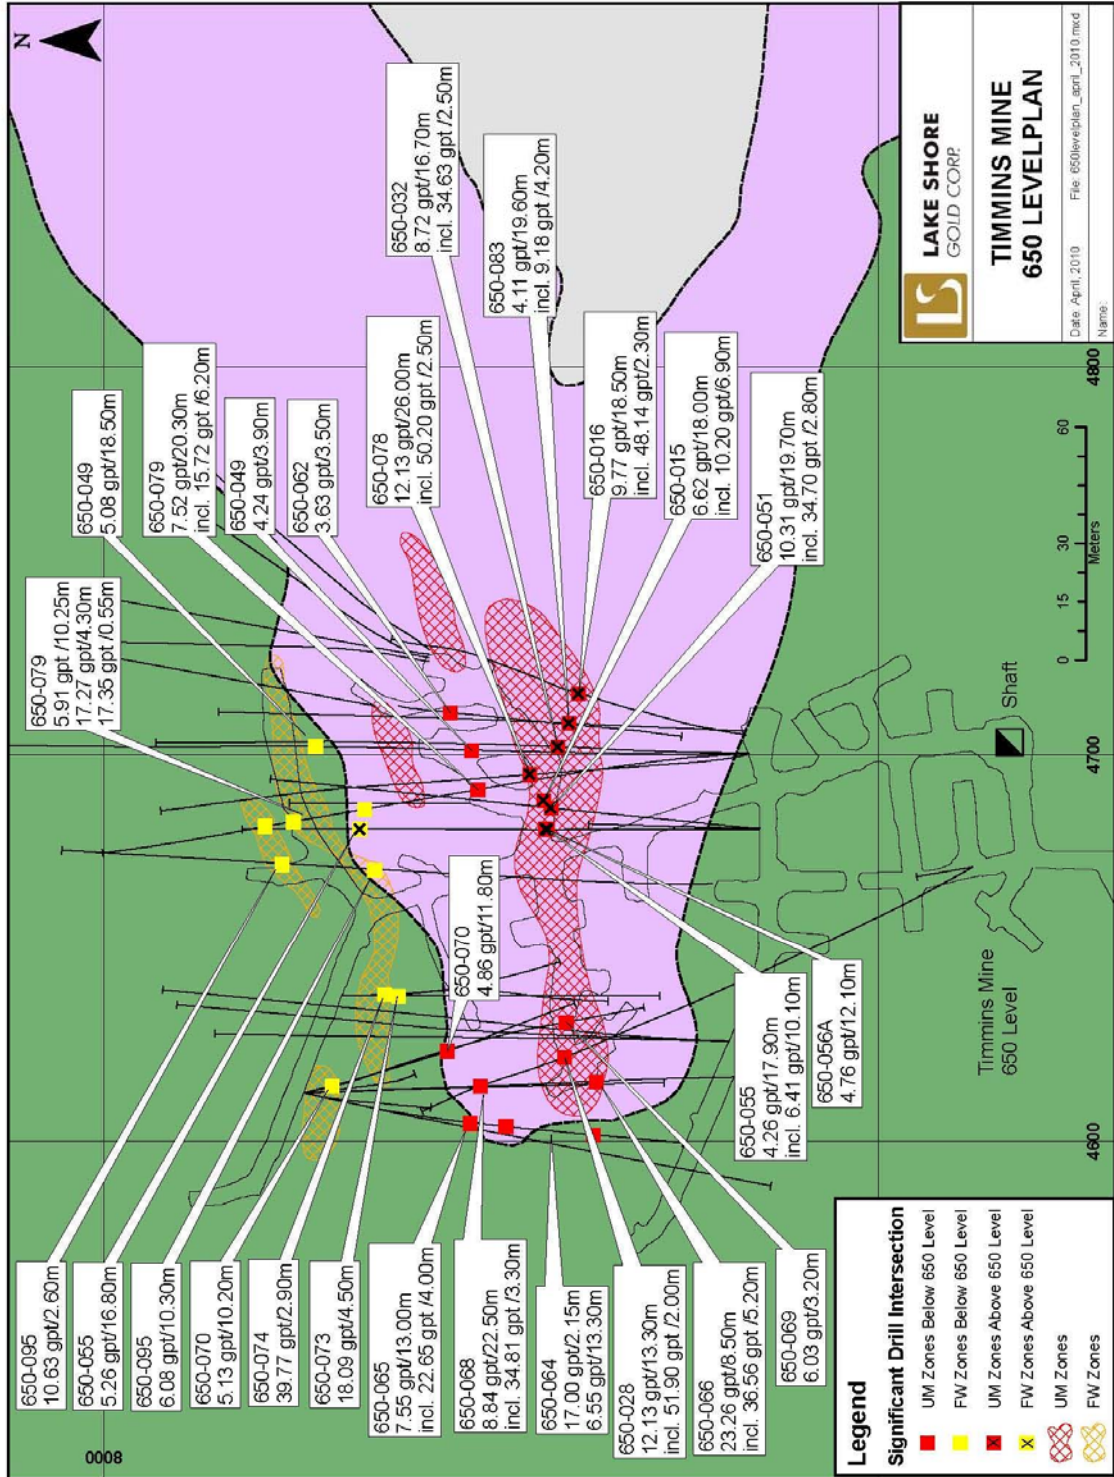 N
8000
650-095
10.63 gpt/2.60m
650-055
5.26 gpt/16.80m
650-095
6.08 gpt/10.30m
650-070
5.13 gpt/10.20m
650-074
39.77 gpt/2.90m
650-073
18.09 gpt/4.50m
650-065
7.55 gpt/13.00m
incl. 22.65 gpt /4.00m
650-068
8.84 gpt/22.50m
incl. 34.81 gpt /3.30m
650-064
17.00 gpt/2.15m
6.55 gpt/13.30m
650-028
12.13 gpt/13.30m
incl. 51.90 gpt /2.00m
650-066
23.26 gpt/8.50m
incl. 36.56 gpt /5.20m
650-069
6.03 gpt/3.20m
650-070
4.86 gpt/11.80m
650-055
4.26 gpt/17.90m
incl. 6.41 gpt/10.10m
650-056A
4.76 gpt/12.10m
650-079
5.91 gpt /10.25m
17.27 gpt/4.30m
17.35 gpt /0.55m
650-049
5.08 gpt/18.50m
650-079
7.52 gpt/20.30m
incl. 15.72 gpt /6.20m
650-049
4.24 gpt/3.90m
650-062
3.63 gpt/3.50m
650-078
12.13 gpt/26.00m
incl. 50.20 gpt /2.50m
650-032
8.72 gpt/16.70m
incl. 34.63 gpt /2.50m
650-083
4.11 gpt/19.60m
incl. 9.18 gpt /4.20m
650-016
9.77 gpt/18.50m
incl. 48.14 gpt/2.30m
650-015
6.62 gpt/18.00m
incl. 10.20 gpt/6.90m
650-051
10.31 gpt/19.70m
incl. 34.70 gpt /2.80m
Timmins Mine
650 Level
Shaft
4600
4700
4800
0 15 30 60
Meters
Legend
Significant Drill Intersection
UM Zones Below 650 Level
FW Zones Below 650 Level
UM Zones Above 650 Level
FW Zones Above 650 Level
UM Zones
FW Zones
LS
LAKE SHORE
GOLD CORP.
TIMMINS MINE
650 LEVELPLAN
Date: April, 2010 File: 650levelplan_april_2010.mxd
Name: